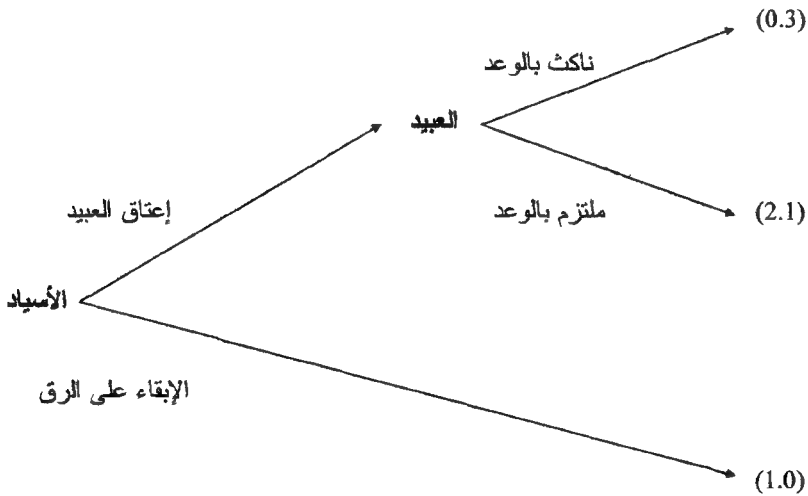 (0.3)
ناكث بالوعد
العبيد
إعتاق العبيد
ملتزم بالوعد
(2.1)
الأسياد
الإبقاء على الرق
(1.0)